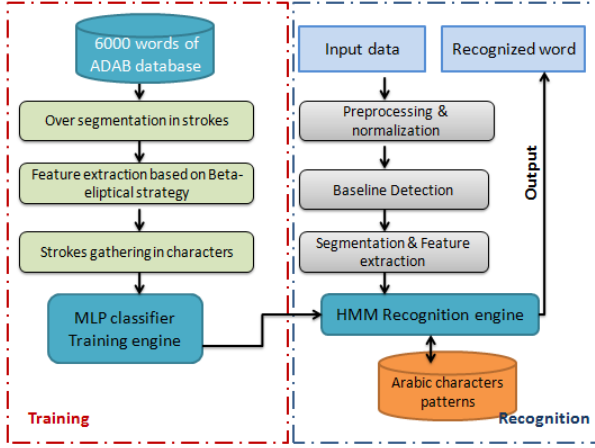 6000 words of
ADAB database
Over segmentation in strokes
Feature extraction based on Beta-
eliptical strategy
Strokes gathering in characters
MLP classifier
Training engine
Training
Input data
Recognized word
Preprocessing &
normalization
Baseline Detection
Segmentation & Feature
extraction
HMM Recognition engine
Output
Arabic characters
patterns
Recognition